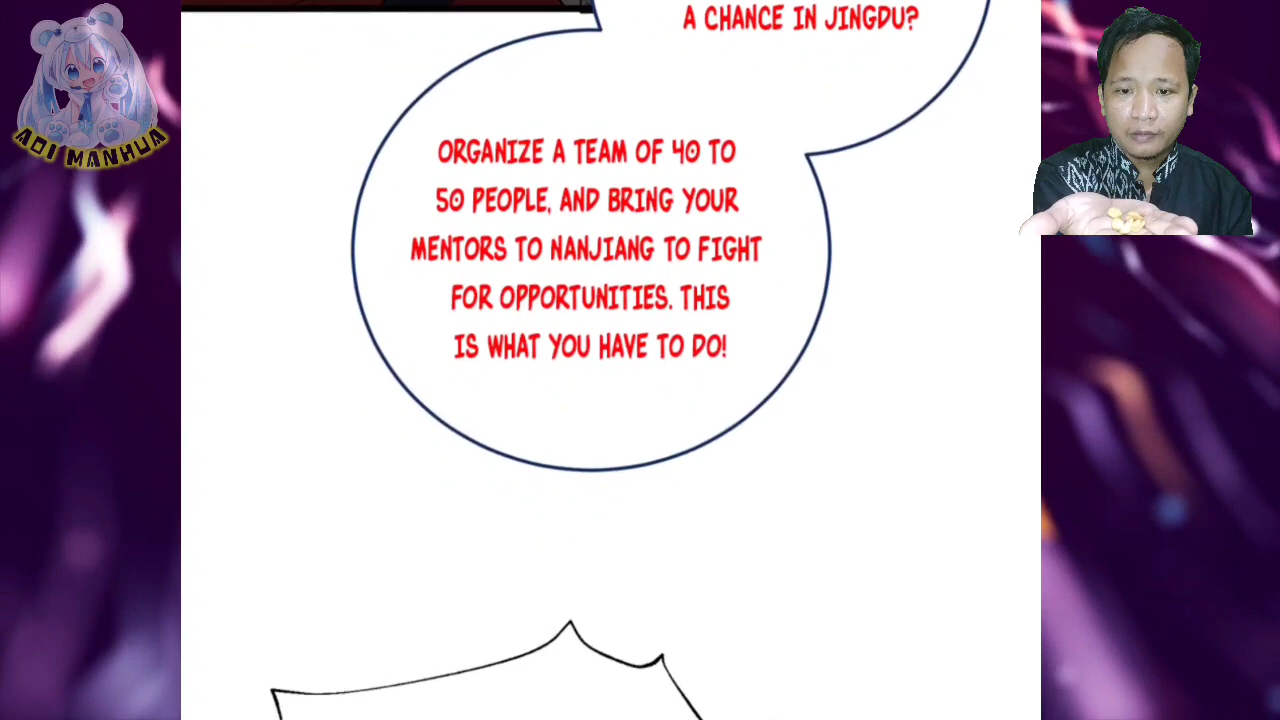 A CHANCE IN JINGDU?
ORGANIZE A TEAM OF 40 TO
50 PEOPLE, AND BRING YOUR
MENTORS TO NANJIANG TO FIGHT
FOR OPPORTUNITIES. THIS
IS WHAT YOU HAVE TO DO!
AOI MANHUA